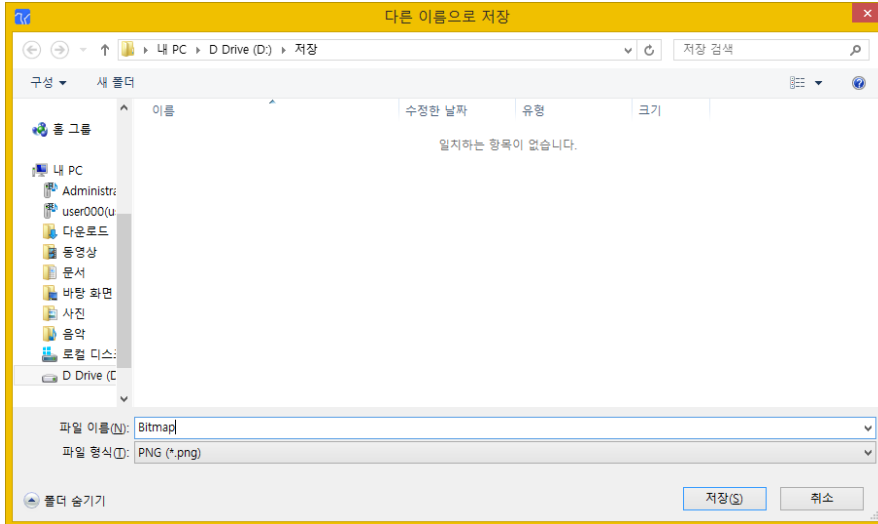 다른 이름으로 저장
내 PC
D Drive (D:)
저장
저장 검색
구성
새 폴더
이름
수정한 날짜
유형
크기
일치하는 항목이 없습니다.
홈 그룹
내 PC
Administra
user000(u
다운로드
동영상
문서
바탕 화면
사진
음악
로컬 디스
D Drive (D
파일 이름(N): Bitmap
파일 형식(T): PNG (*.png)
폴더 숨기기
저장(S)
취소